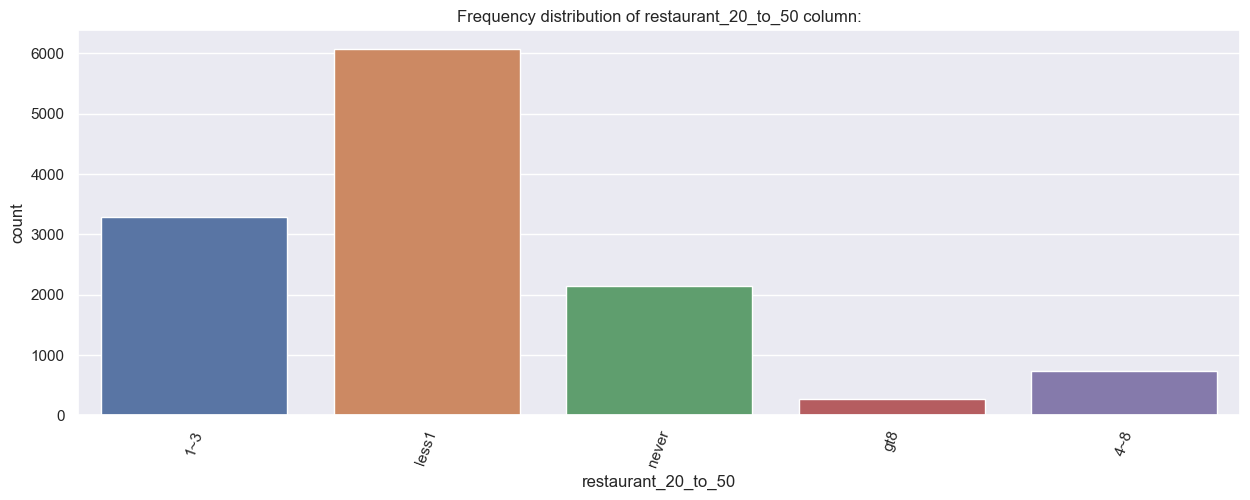 Frequency distribution of restaurant_20_to_50 column:
6000
5000
4000
3000
2000
1000
0
count
1~3
less1
never
gt8
4~8
restaurant_20_to_50